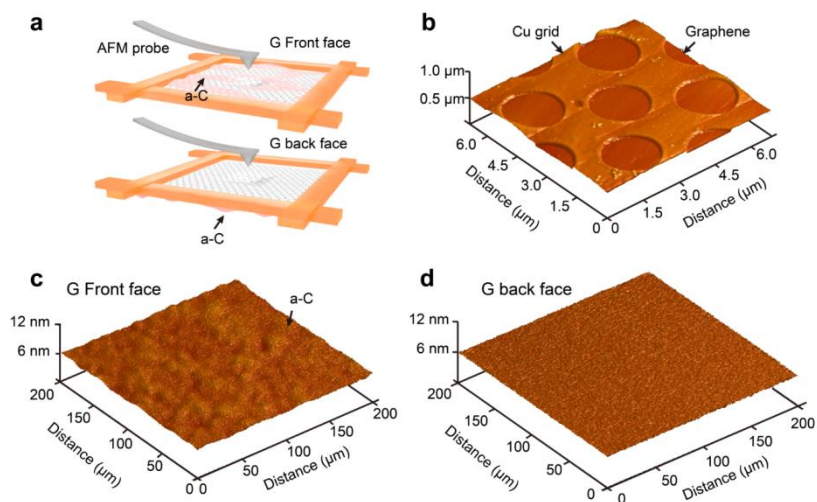 a
AFM probe
G Front face
a-C
G back face
a-C
b
Cu grid
Graphene
1.0 μm
0.5 μm
6.0
4.5
3.0
1.5
0
Distance (μm)
0
1.5
3.0
4.5
6.0
Distance (μm)
c
G Front face
a-C
12 nm
6 nm
200
150
100
50
0
Distance (μm)
0
50
100
150
200
Distance (μm)
d
G back face
12 nm
6 nm
200
150
100
50
0
Distance (μm)
0
50
100
150
200
Distance (μm)